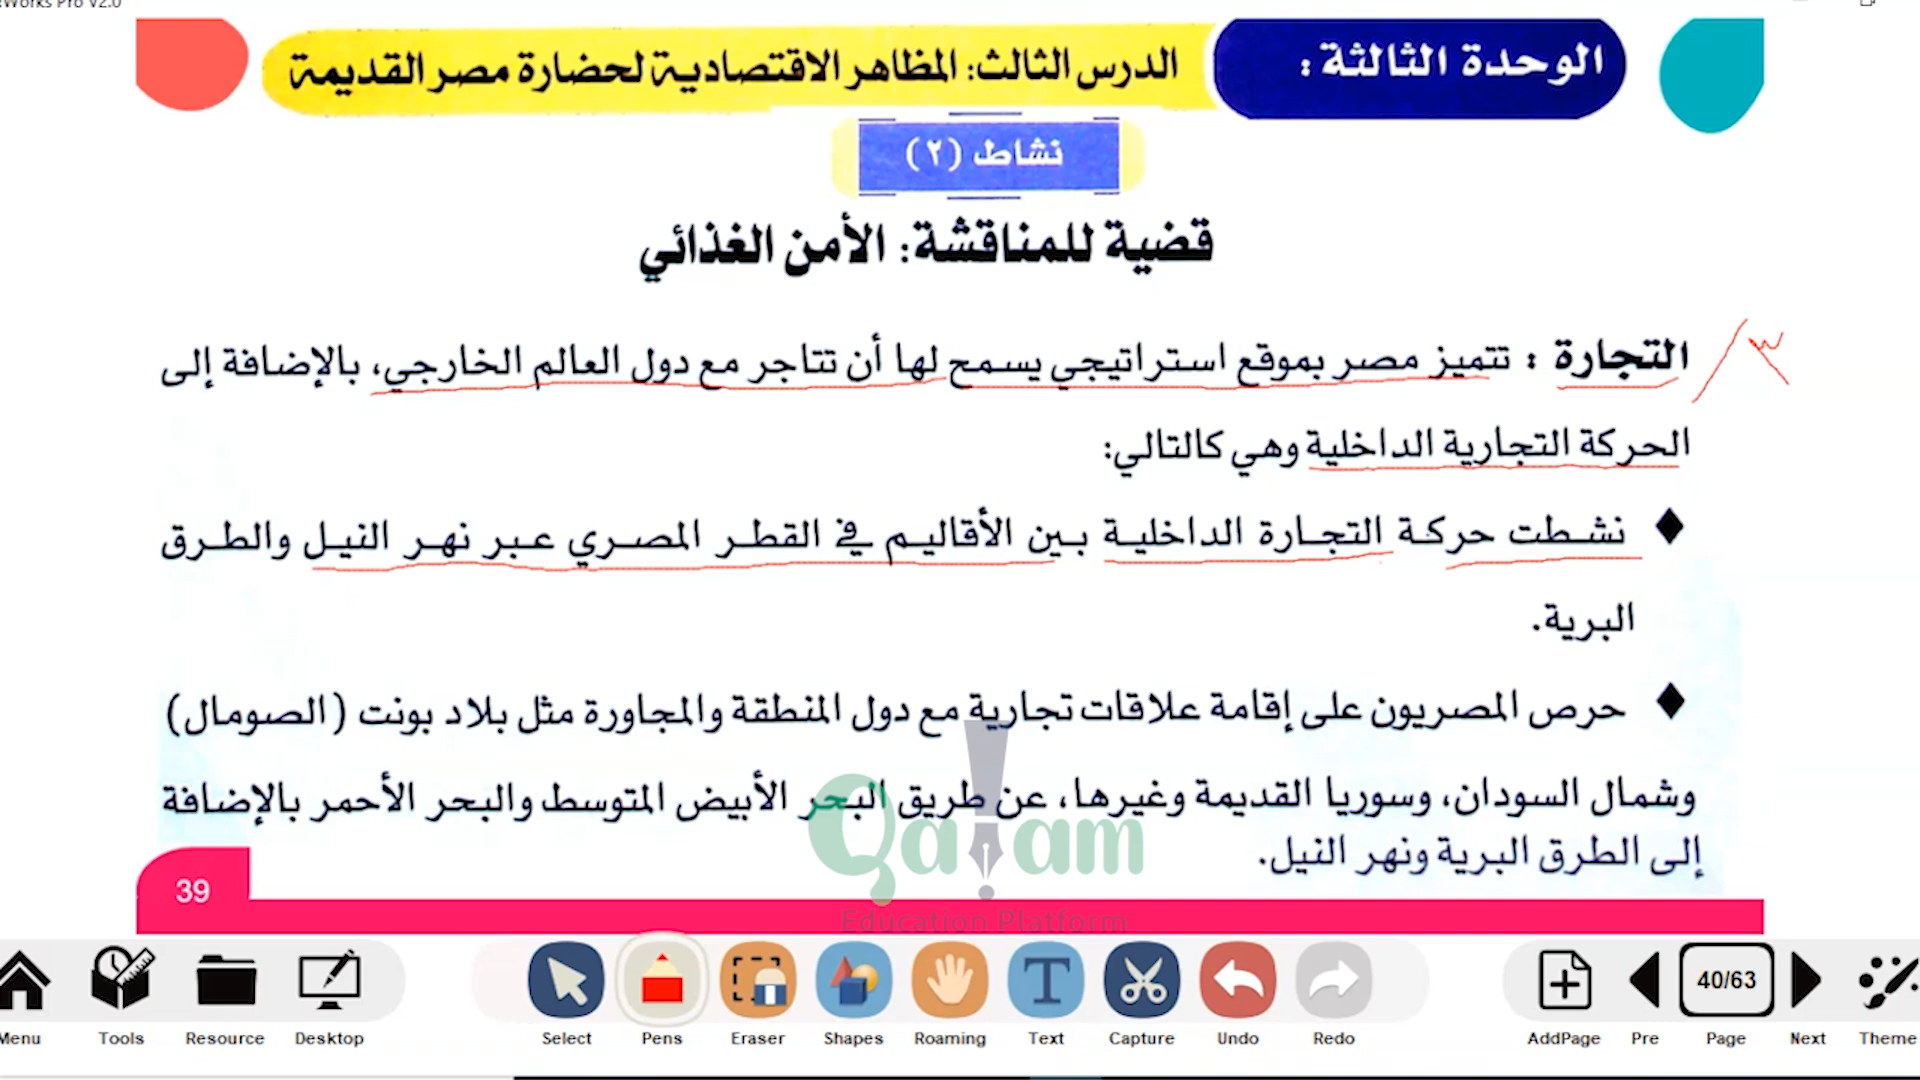 الوحدة الثالثة :
الدرس الثالث: المظاهر الاقتصادية لحضارة مصر القديمة
نشاط (٢)
قضية للمناقشة: الأمن الغذائي
٣/
التجارة : تتميز مصر بموقع استراتيجي يسمح لها أن تتاجر مع دول العالم الخارجي، بالإضافة إلى
الحركة التجارية الداخلية وهي كالتالي:
♦ نشطت حركة التجارة الداخلية بين الأقاليم في القطر المصري عبر نهر النيل والطرق
البرية.
♦ حرص المصريون على إقامة علاقات تجارية مع دول المنطقة والمجاورة مثل بلاد بونت (الصومال)
وشمال السودان، وسوريا القديمة وغيرها، عن طريق البحر الأبيض المتوسط والبحر الأحمر بالإضافة
إلى الطرق البرية ونهر النيل.
Qalam
Education Platform
39
Menu Tools Resource Desktop Select Pens Eraser Shapes Roaming Text Capture Undo Redo AddPage Pre Page Next Theme
40/63